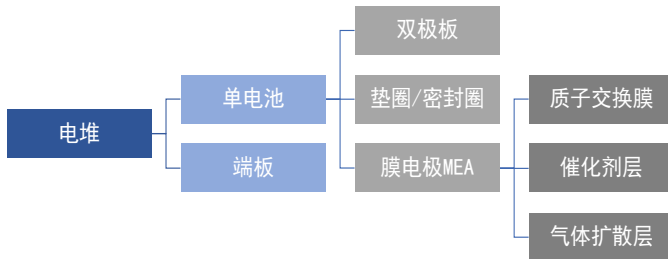 双极板
单电池
垫圈/密封圈
质子交换膜
电堆
端板
膜电极MEA
催化剂层
气体扩散层